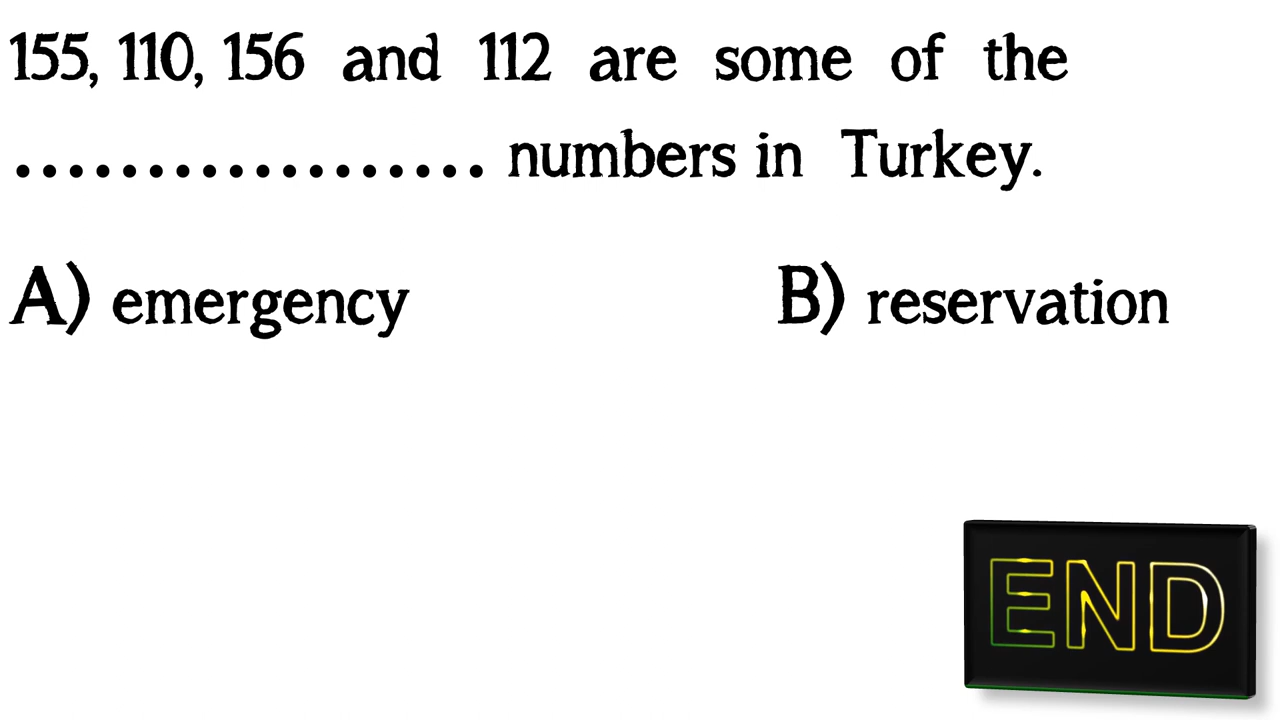 155, 110, 156 and 112 are some of the
.................. numbers in Turkey.
A) emergency B) reservation
END